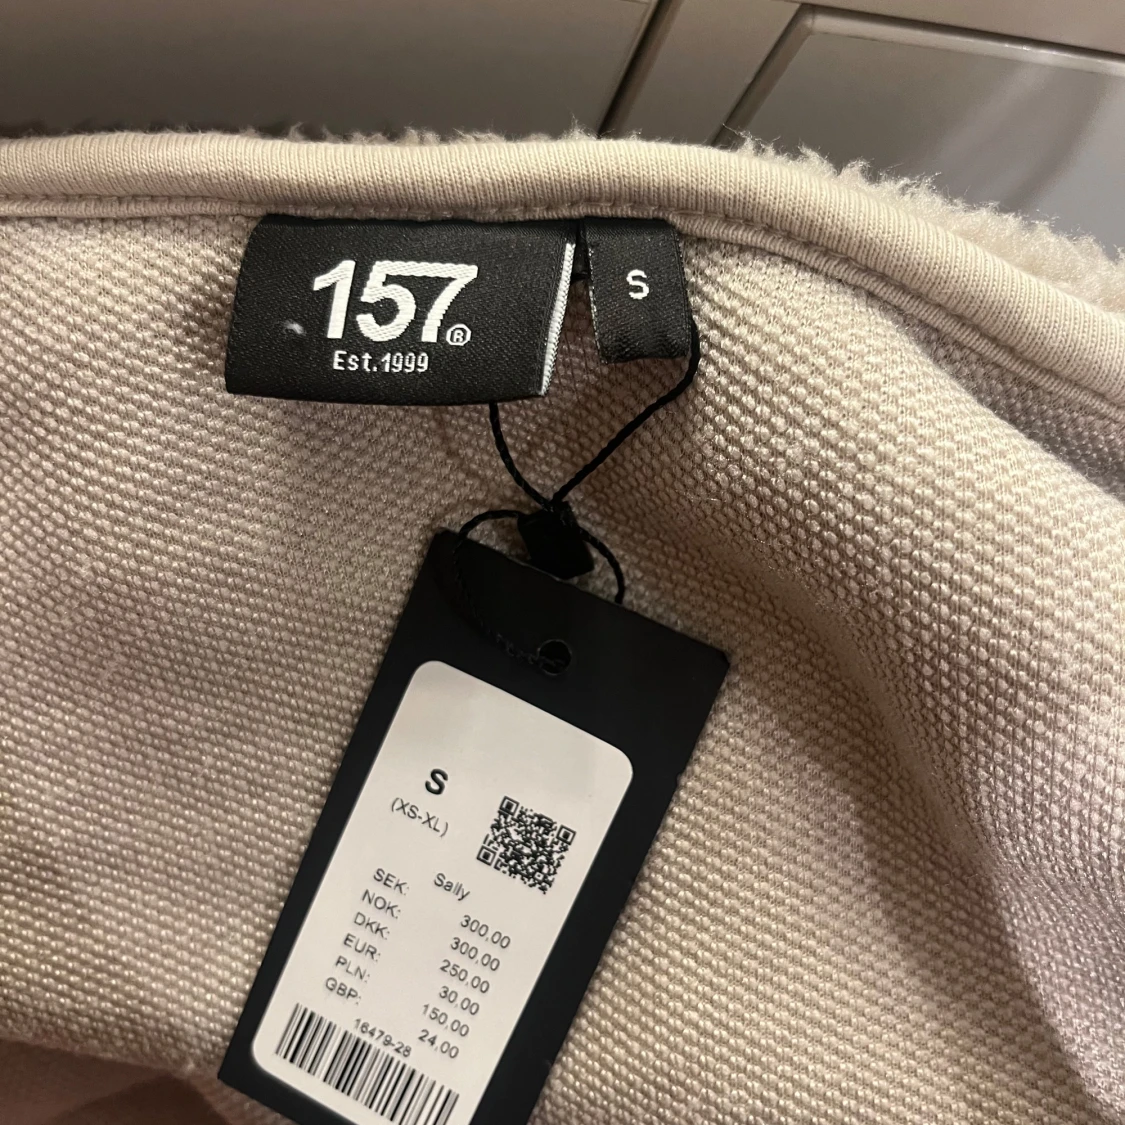 157®
Est.1999
S
S
(XS-XL)
Sally
SEK: 300,00
NOK: 300,00
DKK: 250,00
EUR: 30.00
PLN: 150,00
GBP: 24,00
16479-28